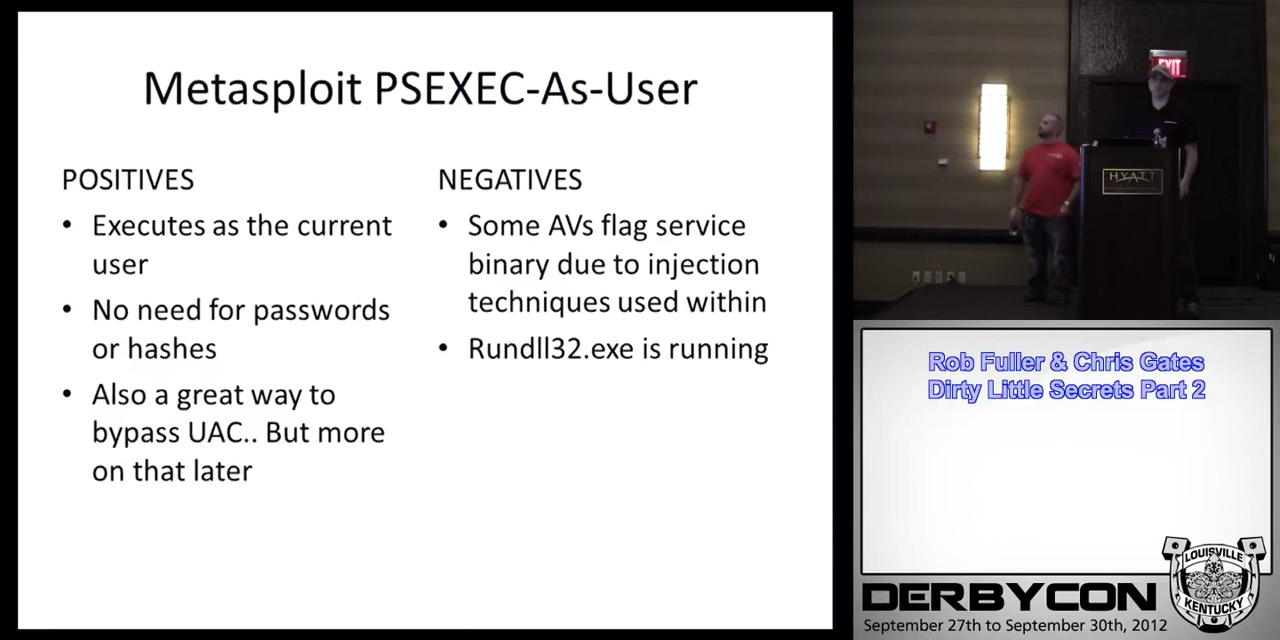 Metasploit PSEXEC-As-User
POSITIVES
• Executes as the current
user
• No need for passwords
or hashes
• Also a great way to
bypass UAC.. But more
on that later
NEGATIVES
• Some AVs flag service
binary due to injection
techniques used within
• Rundll32.exe is running
EXIT
HYATT
Rob Fuller & Chris Gates
Dirty Little Secrets Part 2
LOUISVILLE
KENTUCKY
DERBYCON
September 27th to September 30th, 2012